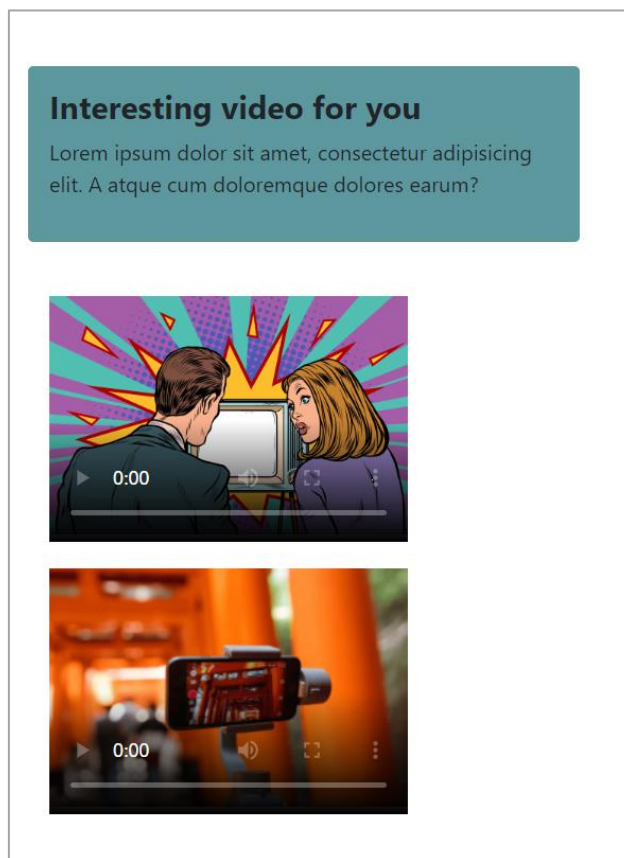 Interesting video for you
Lorem ipsum dolor sit amet, consectetur adipisicing
elit. A atque cum doloremque dolores earum?
0:00
0:00